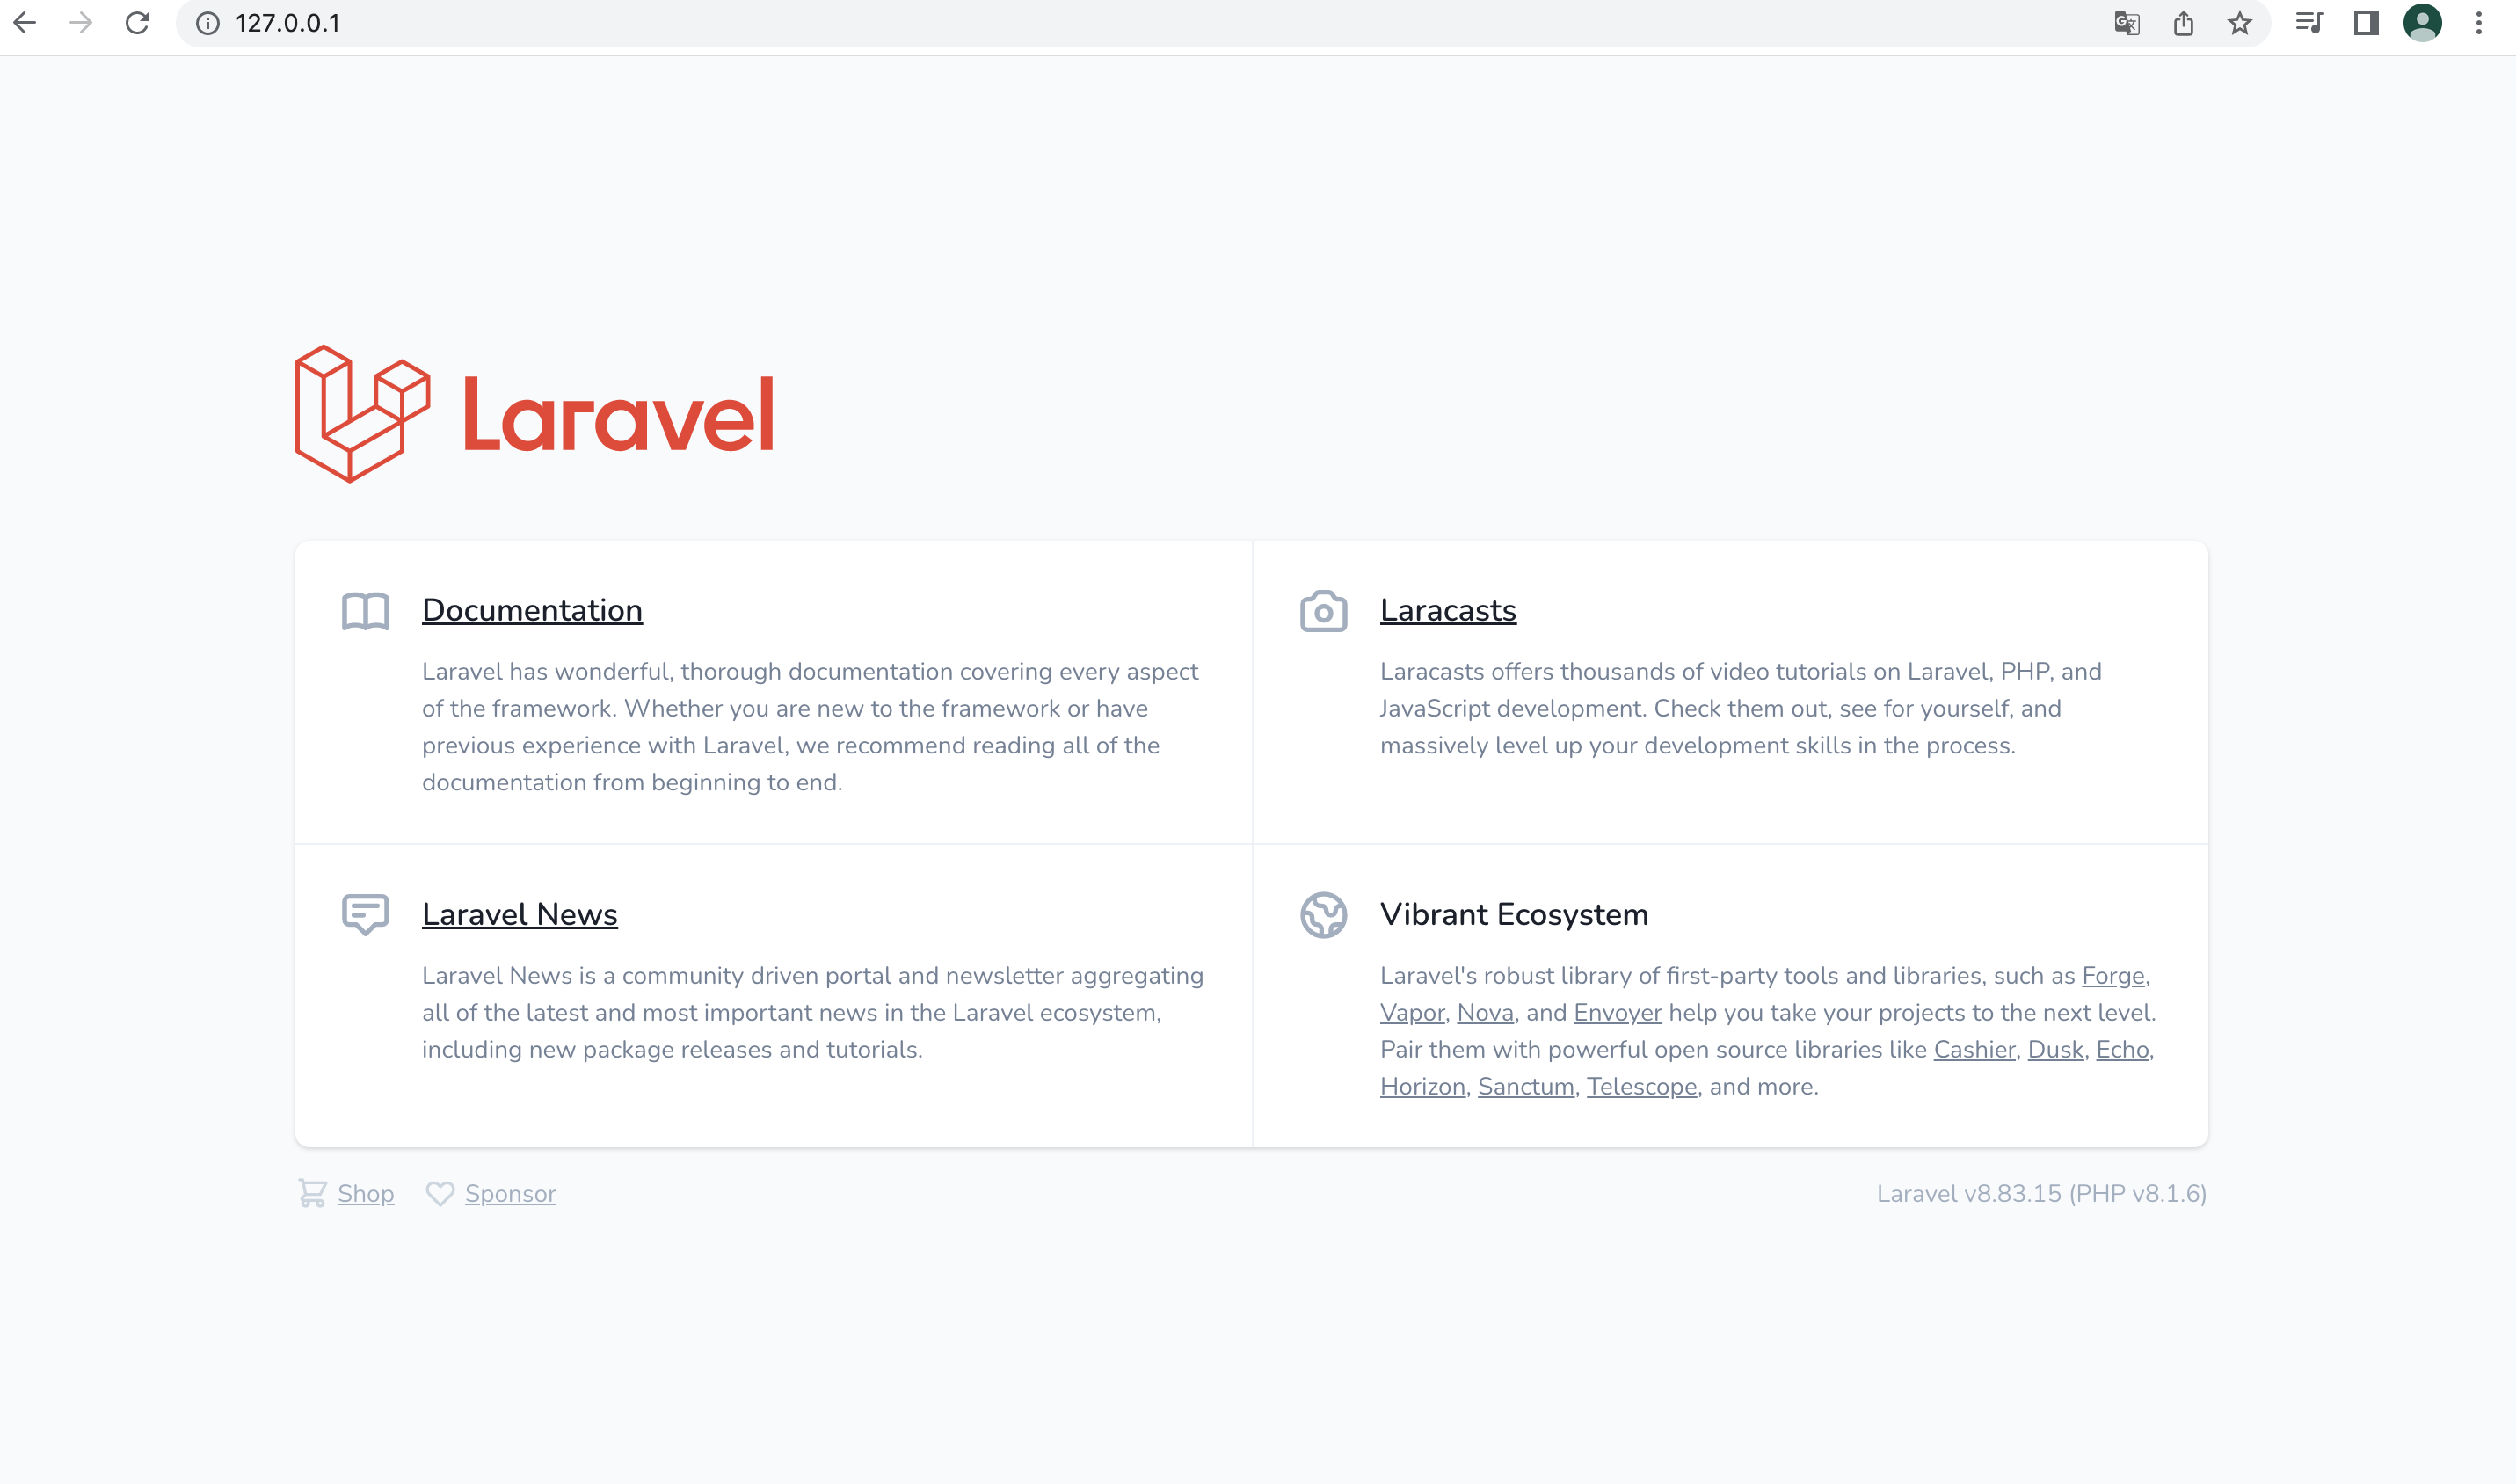 127.0.0.1
Laravel
Documentation
Laravel has wonderful, thorough documentation covering every aspect
of the framework. Whether you are new to the framework or have
previous experience with Laravel, we recommend reading all of the
documentation from beginning to end.
Laracasts
Laracasts offers thousands of video tutorials on Laravel, PHP, and
JavaScript development. Check them out, see for yourself, and
massively level up your development skills in the process.
Laravel News
Laravel News is a community driven portal and newsletter aggregating
all of the latest and most important news in the Laravel ecosystem,
including new package releases and tutorials.
Vibrant Ecosystem
Laravel's robust library of first-party tools and libraries, such as Forge,
Vapor, Nova, and Envoyer help you take your projects to the next level.
Pair them with powerful open source libraries like Cashier, Dusk, Echo,
Horizon, Sanctum, Telescope, and more.
Shop Sponsor
Laravel v8.83.15 (PHP v8.1.6)